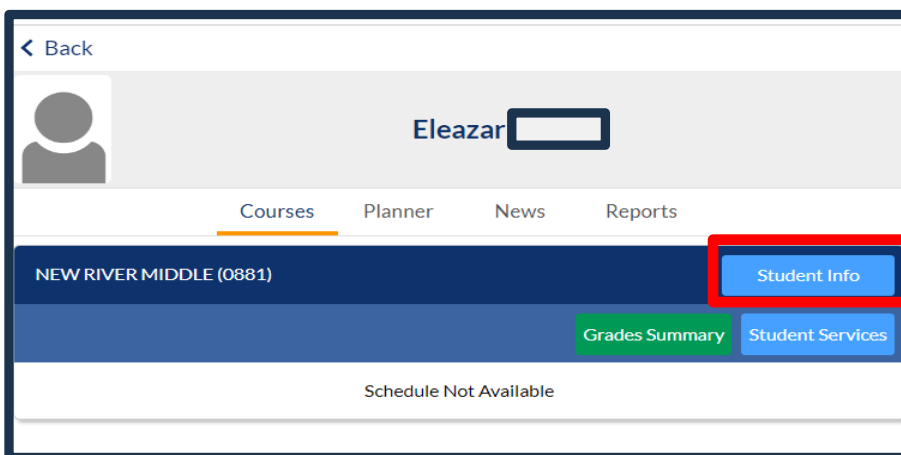 Back
Eleazar
Courses Planner News Reports
NEW RIVER MIDDLE (0881) Student Info
Grades Summary Student Services
Schedule Not Available